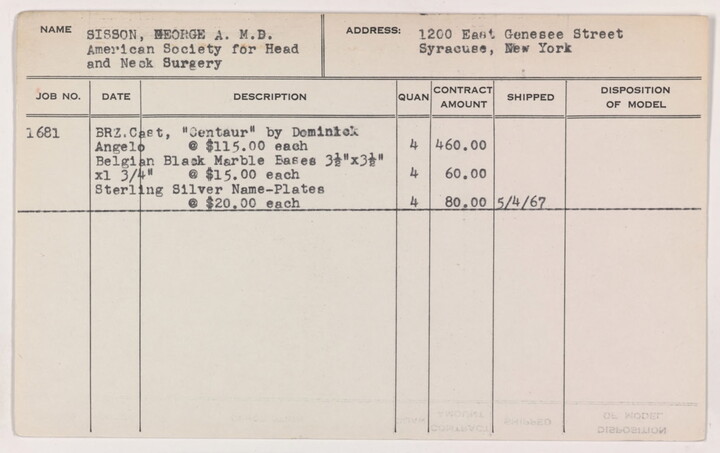 NAME SISSON, GEORGE A. M.D. ADDRESS: 1200 East Genesee Street
American Society for Head Syracuse, New York
and Neck Surgery
JOB NO. DATE DESCRIPTION QUAN CONTRACT AMOUNT SHIPPED DISPOSITION OF MODEL
1681 BRZ.Cast, "Centaur" by Dominick
Angelo @ $115.00 each 4 460.00
Belgian Black Marble Bases 3½"x3½"
x1 3/4" @ $15.00 each 4 60.00
Sterling Silver Name-Plates
@ $20.00 each 4 80.00 5/4/67